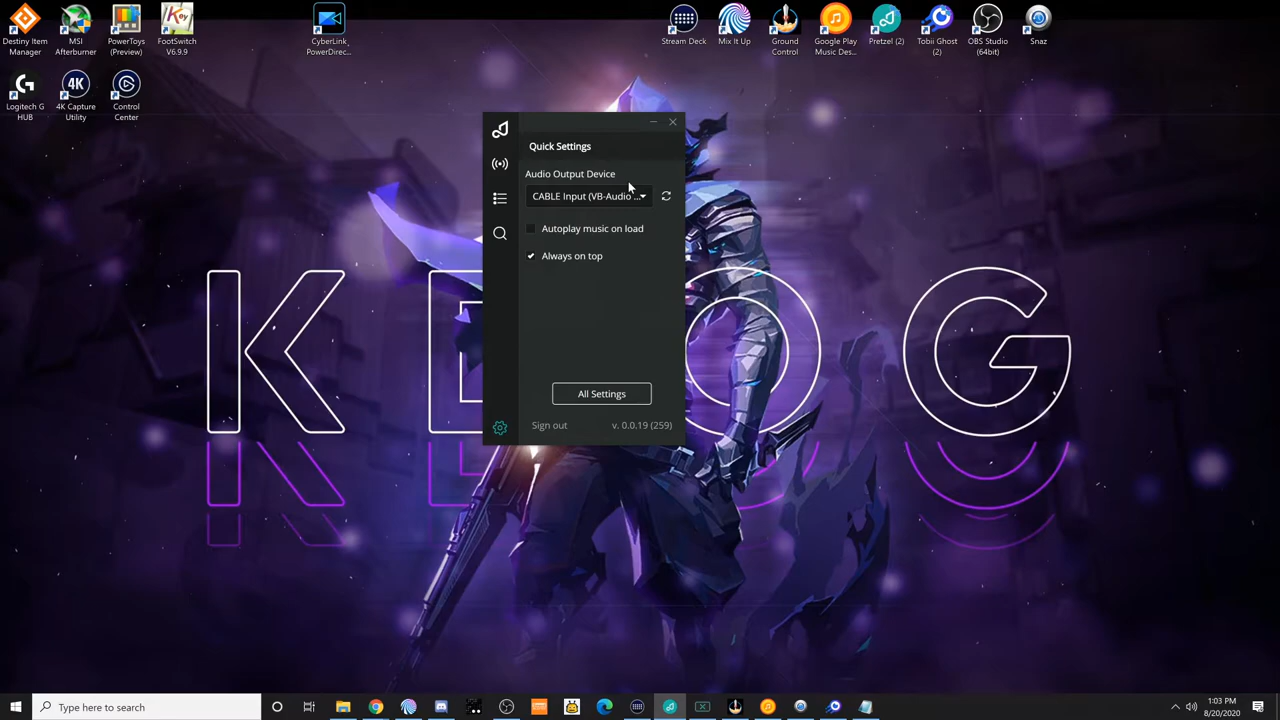 Destiny Item
Manager
MSI
Afterburner
PowerToys
(Preview)
Key
FootSwitch
V6.9.9
CyberLink
PowerDirec...
Stream Deck
Mix It Up
Ground
Control
Google Play
Music Des...
Pretzel (2)
Tobii Ghost
(2)
OBS Studio
(64bit)
Snaz
4K
Logitech G
HUB
4K Capture
Utility
Control
Center
Quick Settings
Audio Output Device
CABLE Input (VB-Audio ...
Autoplay music on load
Always on top
All Settings
Sign out
v. 0.0.19 (259)
K E O G
Type here to search
1:03 PM
8/20/2020